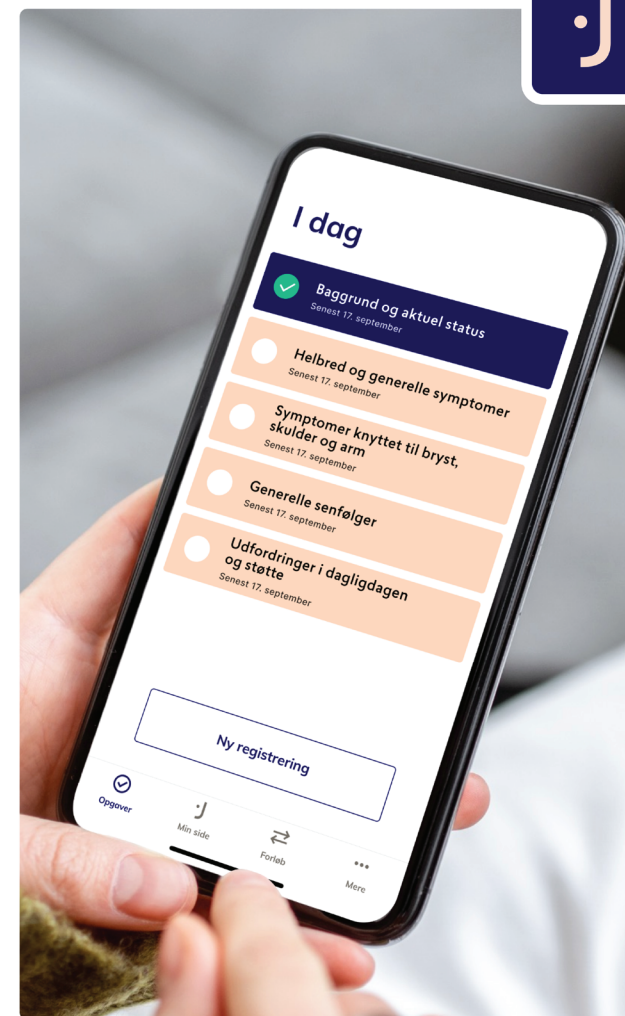 ·J
I dag
Baggrund og aktuel status
Senest 17. september
Helbred og generelle symptomer
Senest 17. september
Symptomer knyttet til bryst,
skulder og arm
Senest 17. september
Generelle senfølger
Senest 17. september
Udfordringer i dagligdagen
og støtte
Senest 17. september
Ny registrering
Opgaver
·J
Min side
Forløb
Mere